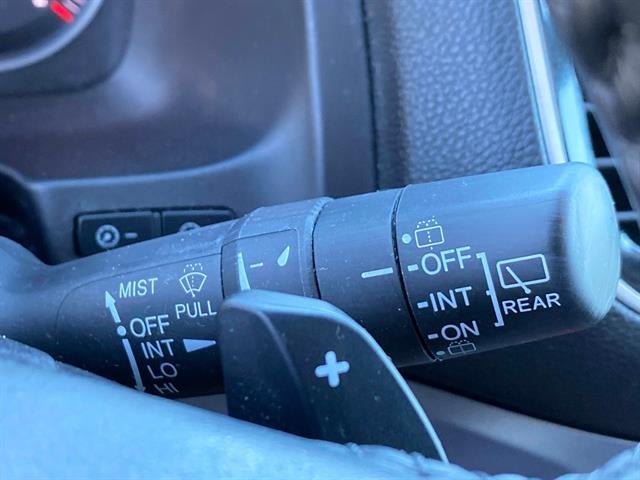 MIST
PULL
OFF
INT
LO
HI
+
OFF
INT
ON
REAR